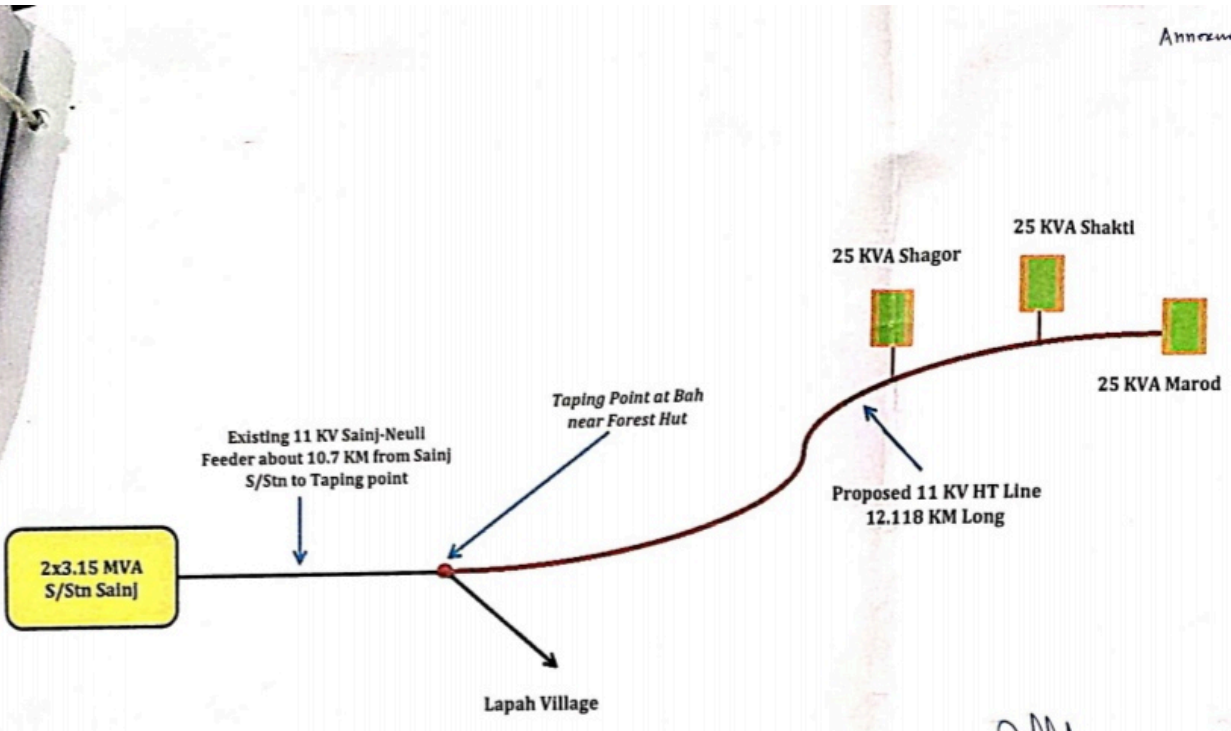 25 KVA Shakti
25 KVA Shagor
25 KVA Marod
Taping Point at Bah
near Forest Hut
Existing 11 KV Sainj-Neuli
Feeder about 10.7 KM from Sainj
S/Stn to Taping point
Proposed 11 KV HT Line
12.118 KM Long
2x3.15 MVA
S/Stn Sainj
Lapah Village